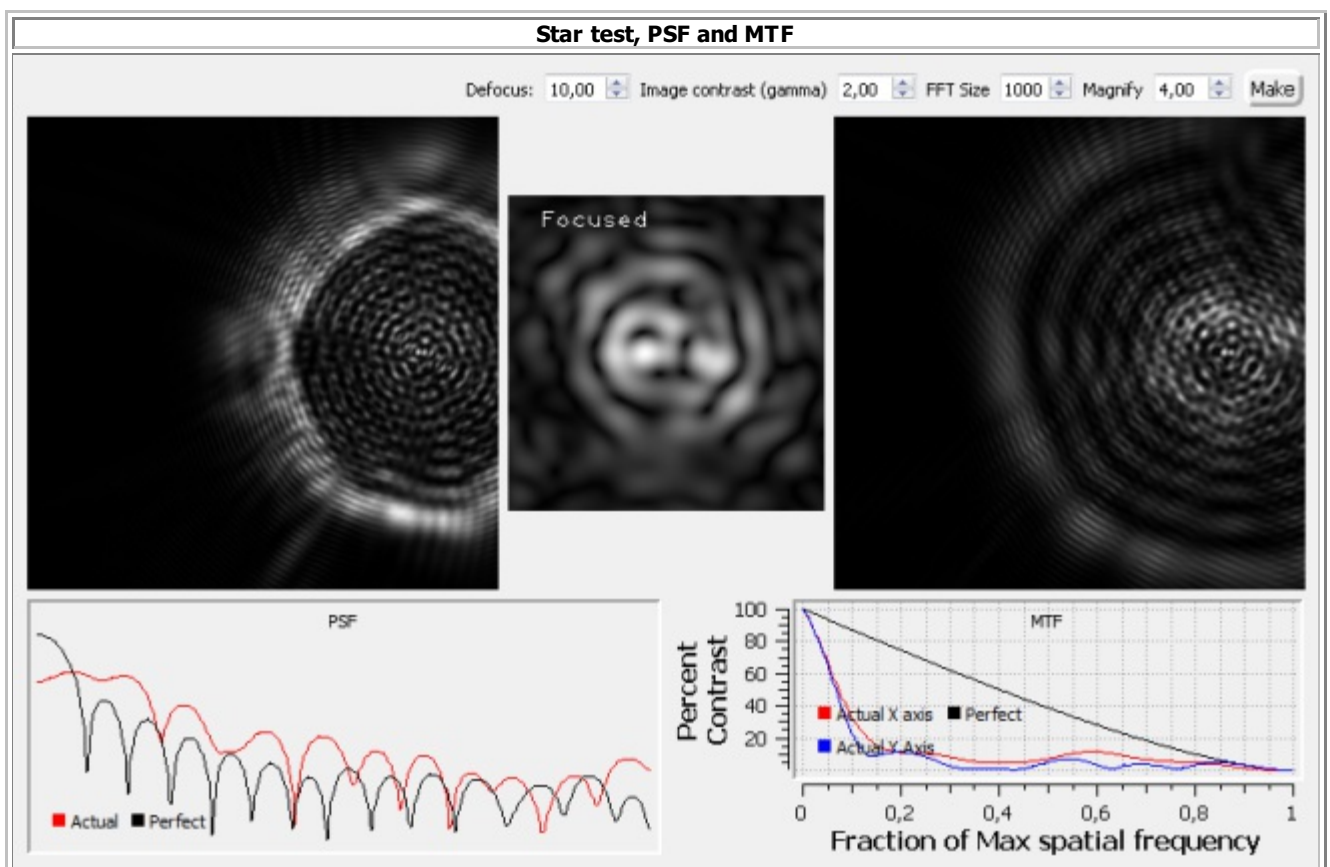 Star test, PSF and MTF
Defocus: 10,00 Image contrast (gamma) 2,00 FFT Size 1000 Magnify 4,00 Make
Focused
PSF
Actual Perfect
MTF
Percent
Contrast
100
80
60
40
20
Actual X axis Perfect
Actual Y Axis
0 0,2 0,4 0,6 0,8 1
Fraction of Max spatial frequency